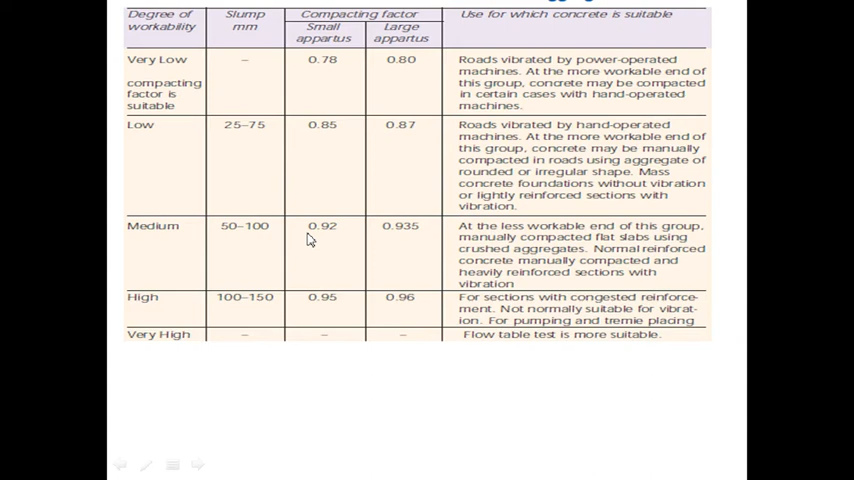 Degree of workability Slump mm Compacting factor Use for which concrete is suitable
Small appartus Large appartus
Very Low – 0.78 0.80 Roads vibrated by power-operated
machines. At the more workable end of
compacting this group, concrete may be compacted
factor is in certain cases with hand-operated
suitable machines.
Low 25–75 0.85 0.87 Roads vibrated by hand-operated
machines. At the more workable end of
this group, concrete may be manually
compacted in roads using aggregate of
rounded or irregular shape. Mass
concrete foundations without vibration
or lightly reinforced sections with
vibration.
Medium 50–100 0.92 0.935 At the less workable end of this group,
manually compacted flat slabs using
crushed aggregates. Normal reinforced
concrete manually compacted and
heavily reinforced sections with
vibration
High 100–150 0.95 0.96 For sections with congested reinforce-
ment. Not normally suitable for vibrat-
ion. For pumping and tremie placing
Very High – – – Flow table test is more suitable.